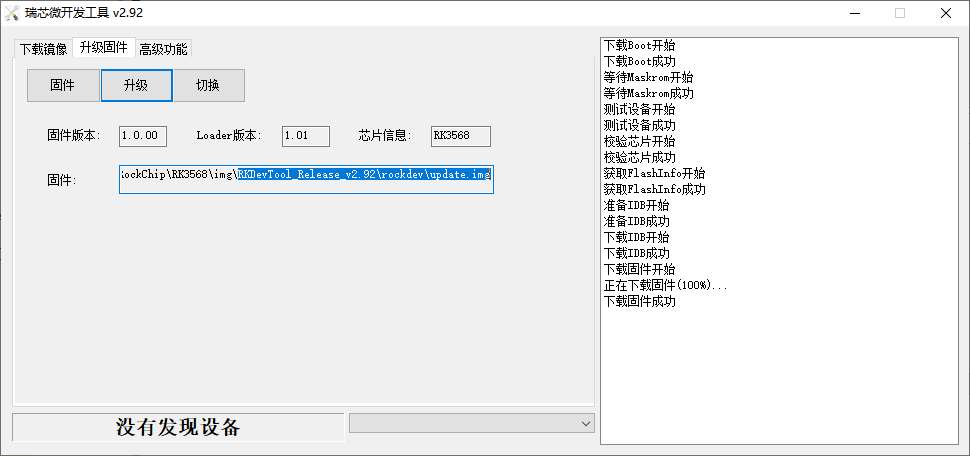 瑞芯微开发工具 v2.92
下载镜像 升级固件 高级功能
固件 升级 切换
固件版本: 1.0.00 Loader版本: 1.01 芯片信息: RK3568
固件: ockChip\RK3568\img\RKDevTool_Release_v2.92\rockdev\update.img
没有发现设备
下载Boot开始
下载Boot成功
等待Maskrom开始
等待Maskrom成功
测试设备开始
测试设备成功
校验芯片开始
校验芯片成功
获取FlashInfo开始
获取FlashInfo成功
准备IDB开始
准备IDB成功
下载IDB开始
下载IDB成功
下载固件开始
正在下载固件(100%)...
下载固件成功